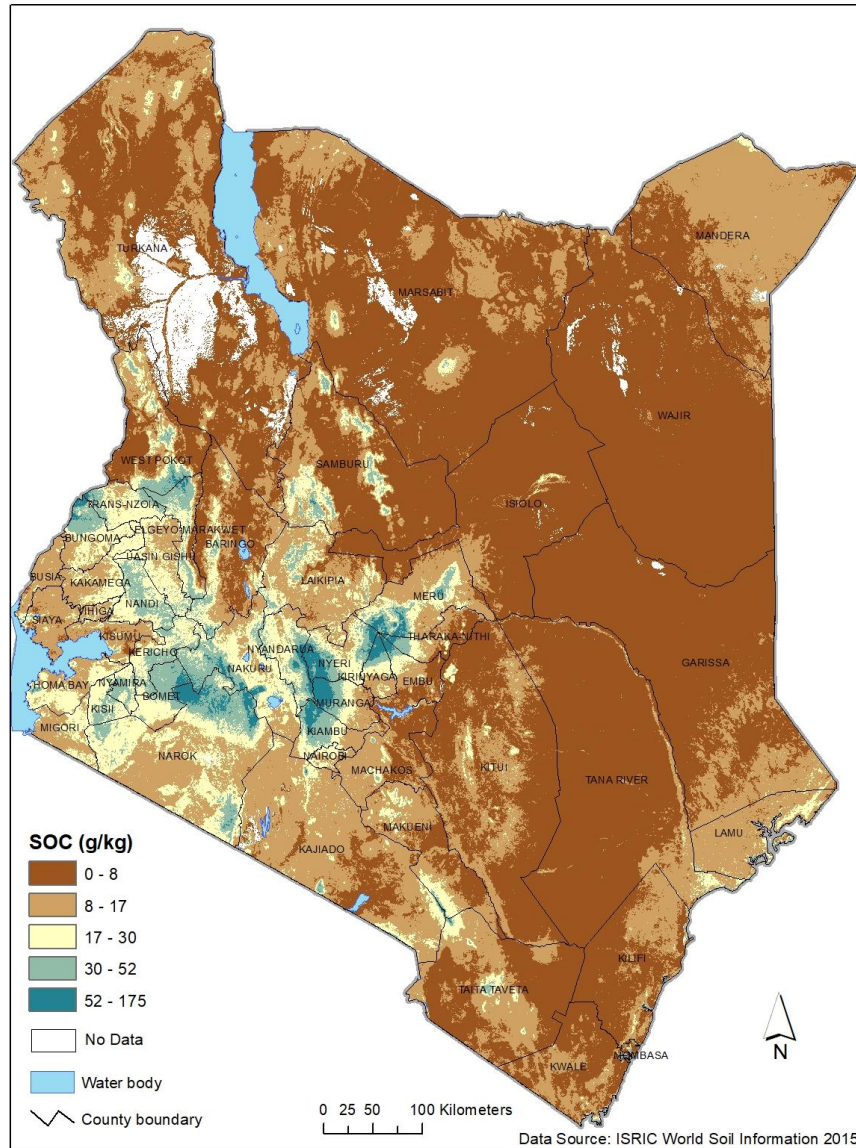 TURKANA
MANDERA
MARSABIT
WAJIR
WEST POKOT
SAMBURU
ISIOLO
TRANS-NZOIA
ELGEYO-MARAKWET
BUNGOMA
BARINGO
UASIN GISHU
BUSIA
KAKAMEGA
LAIKIPIA
MERU
NANDI
VIHIGA
SIAYA
KISUMU
THARAKA-NITHI
KERICHO
NYANDARUA
GARISSA
NAKURU
NYERI
HOMA BAY
NYAMIRA
KIRINYAGA
EMBU
BOMET
MURANGA
KISII
MIGORI
KIAMBU
NAROK
NAIROBI
MACHAKOS
KITUI
TANA RIVER
MAKUENI
LAMU
KAJIADO
KILIFI
TAITA TAVETA
MOMBASA
KWALE
SOC (g/kg)
0 - 8
8 - 17
17 - 30
30 - 52
52 - 175
No Data
Water body
County boundary
0 25 50 100 Kilometers
N
Data Source: ISRIC World Soil Information 2015